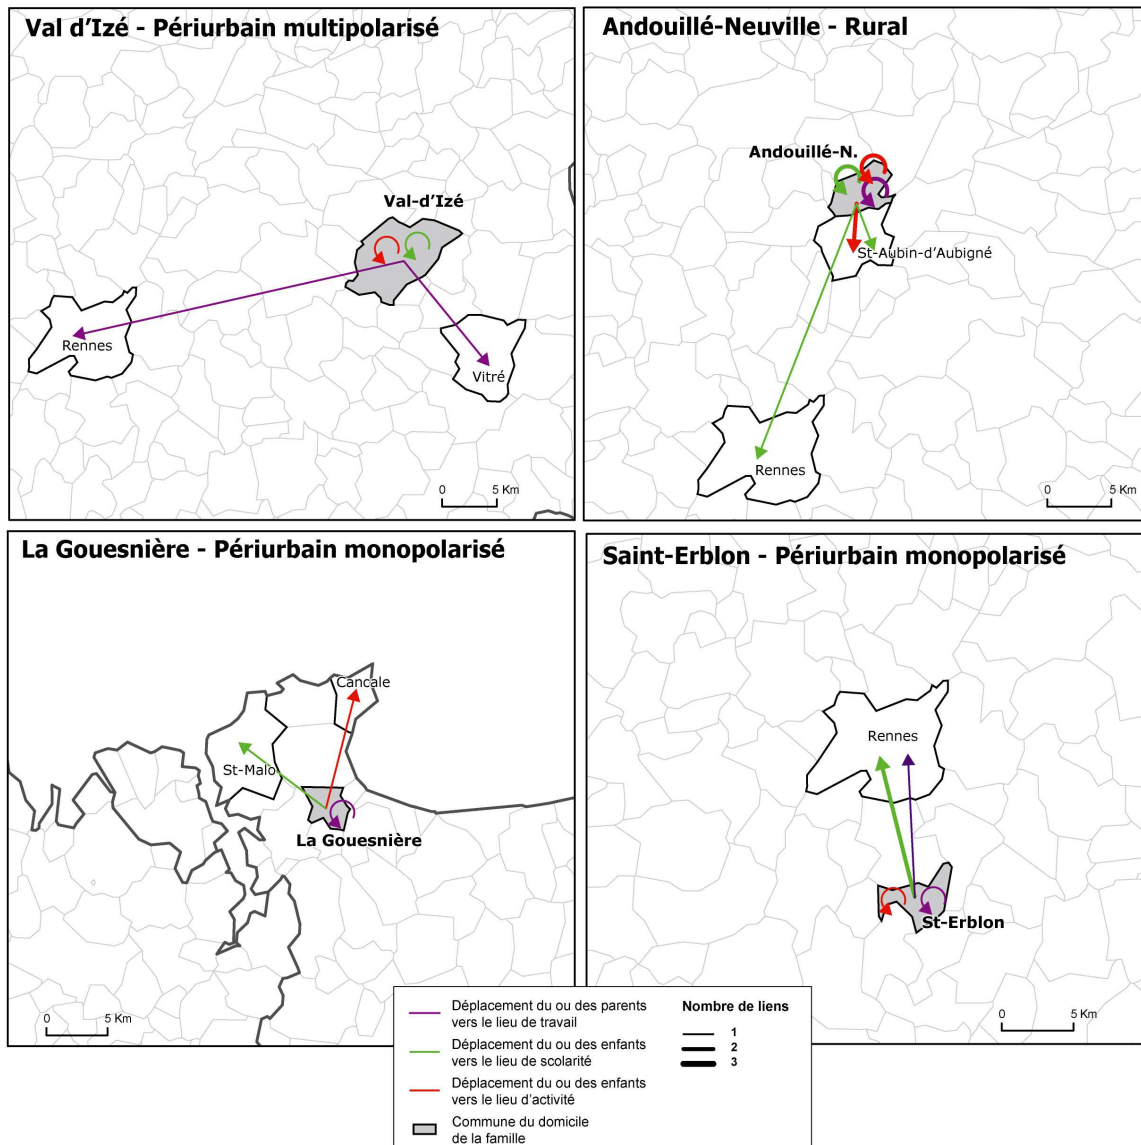 Val d'Izé - Périurbain multipolarisé
Val-d'Izé
Rennes
Vitré
0 5 Km
Andouillé-Neuville - Rural
Andouillé-N.
St-Aubin-d'Aubigné
Rennes
0 5 Km
La Gouesnière - Périurbain monopolarisé
Cancale
St-Malo
La Gouesnière
0 5 Km
Saint-Erblon - Périurbain monopolarisé
Rennes
St-Erblon
0 5 Km
Déplacement du ou des parents
vers le lieu de travail
Déplacement du ou des enfants
vers le lieu de scolarité
Déplacement du ou des enfants
vers le lieu d'activité
Commune du domicile
de la famille
Nombre de liens
1
2
3